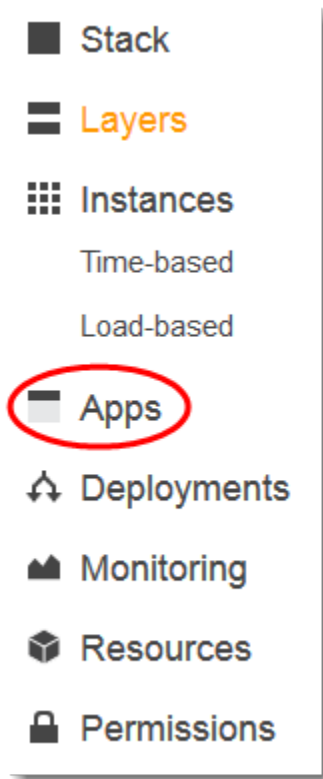 Stack
Layers
Instances
Time-based
Load-based
Apps
Deployments
Monitoring
Resources
Permissions